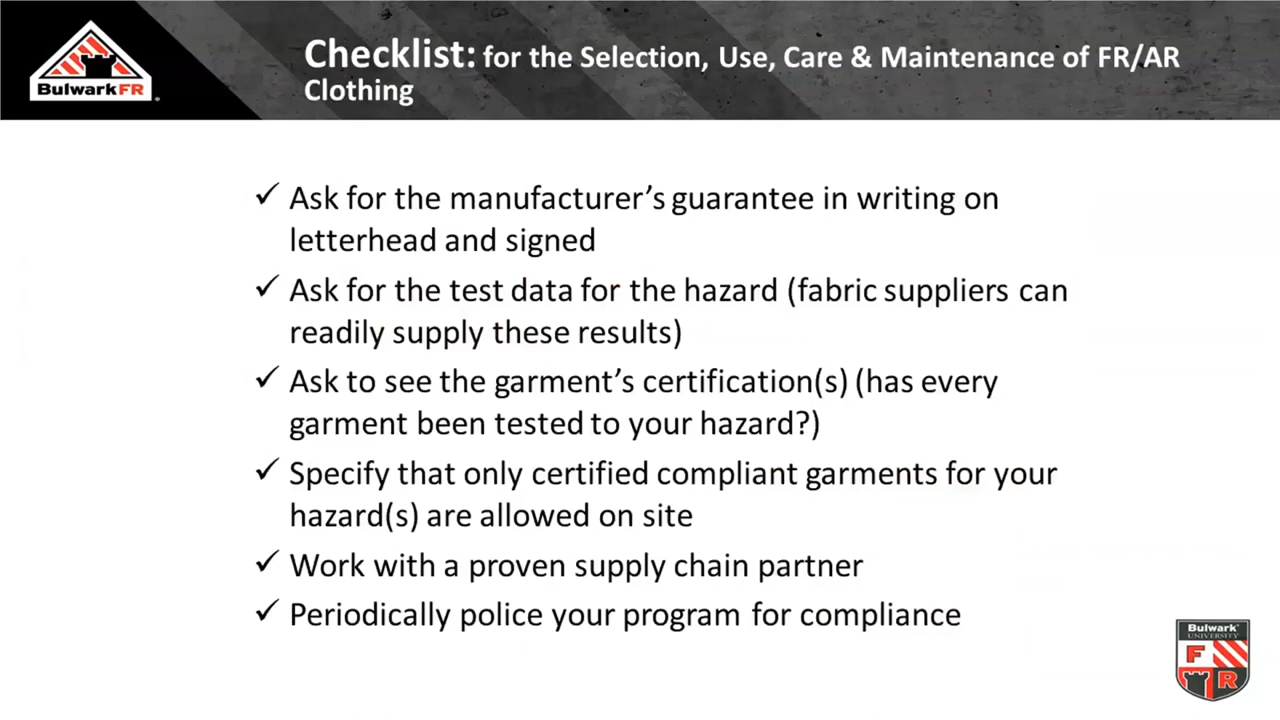 BulwarkFR®
Checklist: for the Selection, Use, Care & Maintenance of FR/AR
Clothing
✓ Ask for the manufacturer's guarantee in writing on
letterhead and signed
✓ Ask for the test data for the hazard (fabric suppliers can
readily supply these results)
✓ Ask to see the garment's certification(s) (has every
garment been tested to your hazard?)
✓ Specify that only certified compliant garments for your
hazard(s) are allowed on site
✓ Work with a proven supply chain partner
✓ Periodically police your program for compliance
Bulwark®
UNIVERSITY
F
R